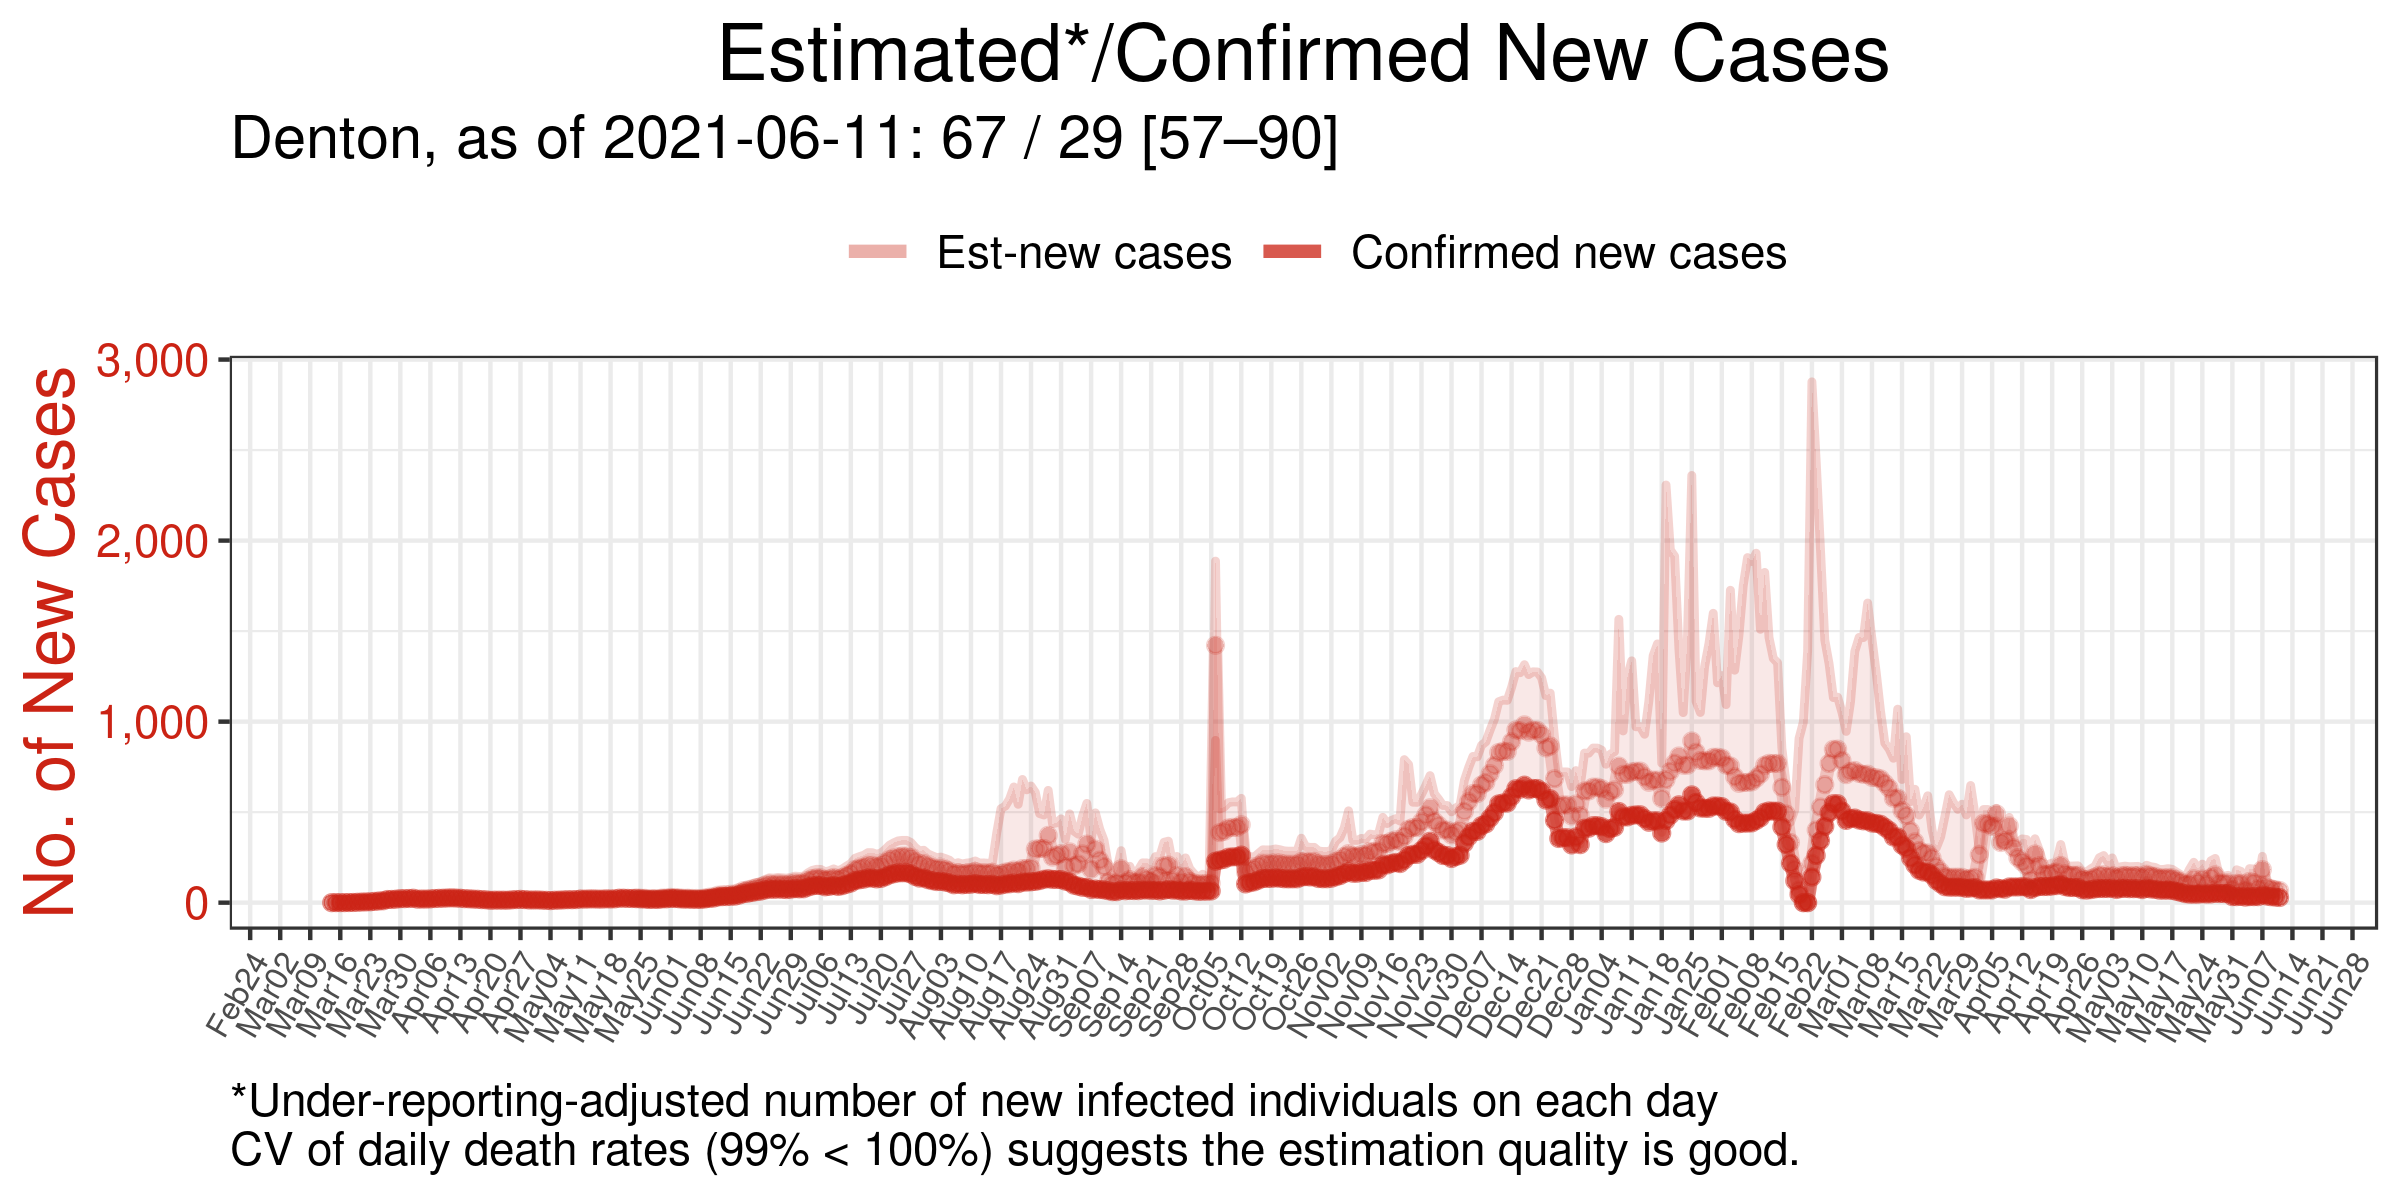 Estimated*/Confirmed New Cases
Denton, as of 2021-06-11: 67 / 29 [57–90]
Est-new cases
Confirmed new cases
No. of New Cases
3,000
2,000
1,000
0
Feb24
Mar02
Mar09
Mar16
Mar23
Mar30
Apr06
Apr13
Apr20
Apr27
May04
May11
May18
May25
Jun01
Jun08
Jun15
Jun22
Jun29
Jul06
Jul13
Jul20
Jul27
Aug03
Aug10
Aug17
Aug24
Aug31
Sep07
Sep14
Sep21
Sep28
Oct05
Oct12
Oct19
Oct26
Nov02
Nov09
Nov16
Nov23
Nov30
Dec07
Dec14
Dec21
Dec28
Jan04
Jan11
Jan18
Jan25
Feb01
Feb08
Feb15
Feb22
Mar01
Mar08
Mar15
Mar22
Mar29
Apr05
Apr12
Apr19
Apr26
May03
May10
May17
May24
May31
Jun07
Jun14
Jun21
Jun28
*Under-reporting-adjusted number of new infected individuals on each day
CV of daily death rates (99% < 100%) suggests the estimation quality is good.